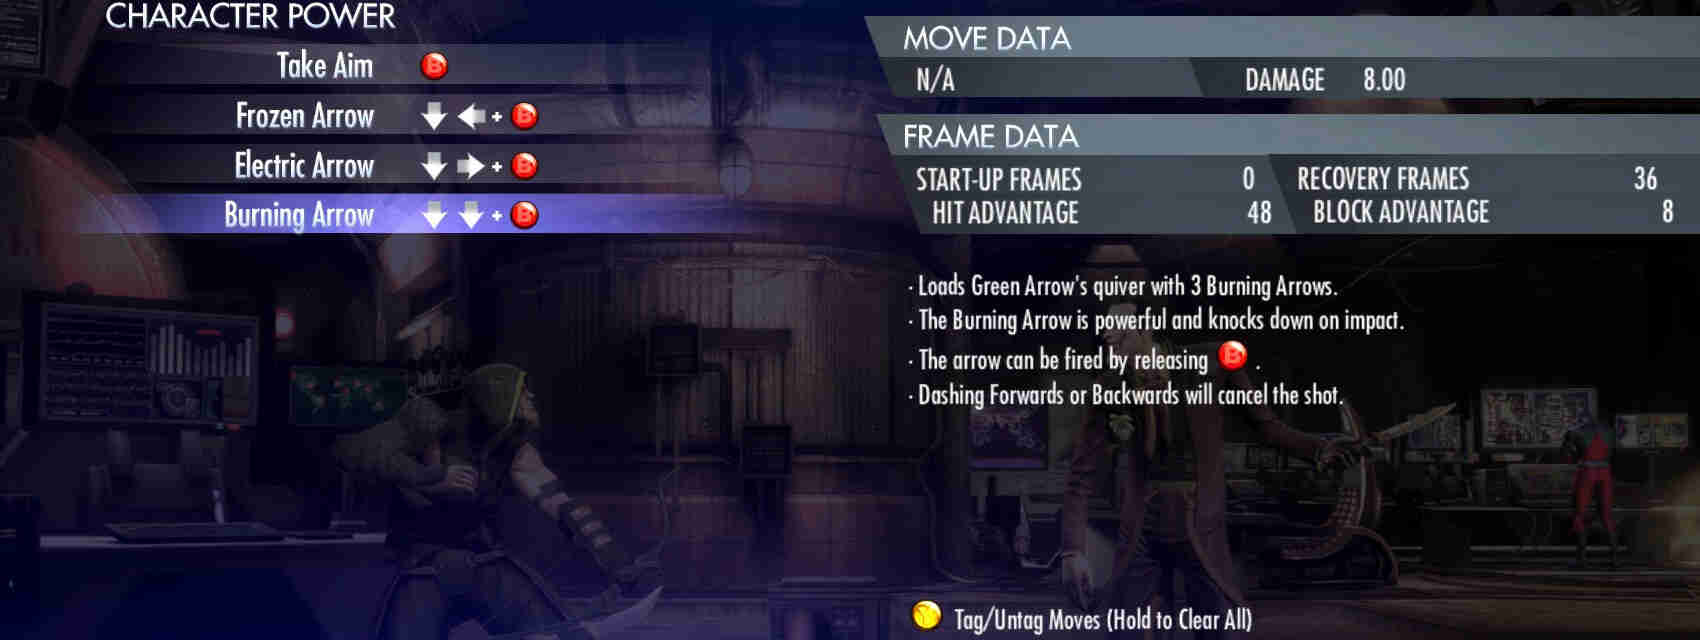 CHARACTER POWER
Take Aim B
Frozen Arrow + B
Electric Arrow + B
Burning Arrow + B
MOVE DATA
N/A DAMAGE 8.00
FRAME DATA
START-UP FRAMES 0 RECOVERY FRAMES 36
HIT ADVANTAGE 48 BLOCK ADVANTAGE 8
· Loads Green Arrow's quiver with 3 Burning Arrows.
· The Burning Arrow is powerful and knocks down on impact.
· The arrow can be fired by releasing B .
· Dashing Forwards or Backwards will cancel the shot.
Y Tag/Untag Moves (Hold to Clear All)